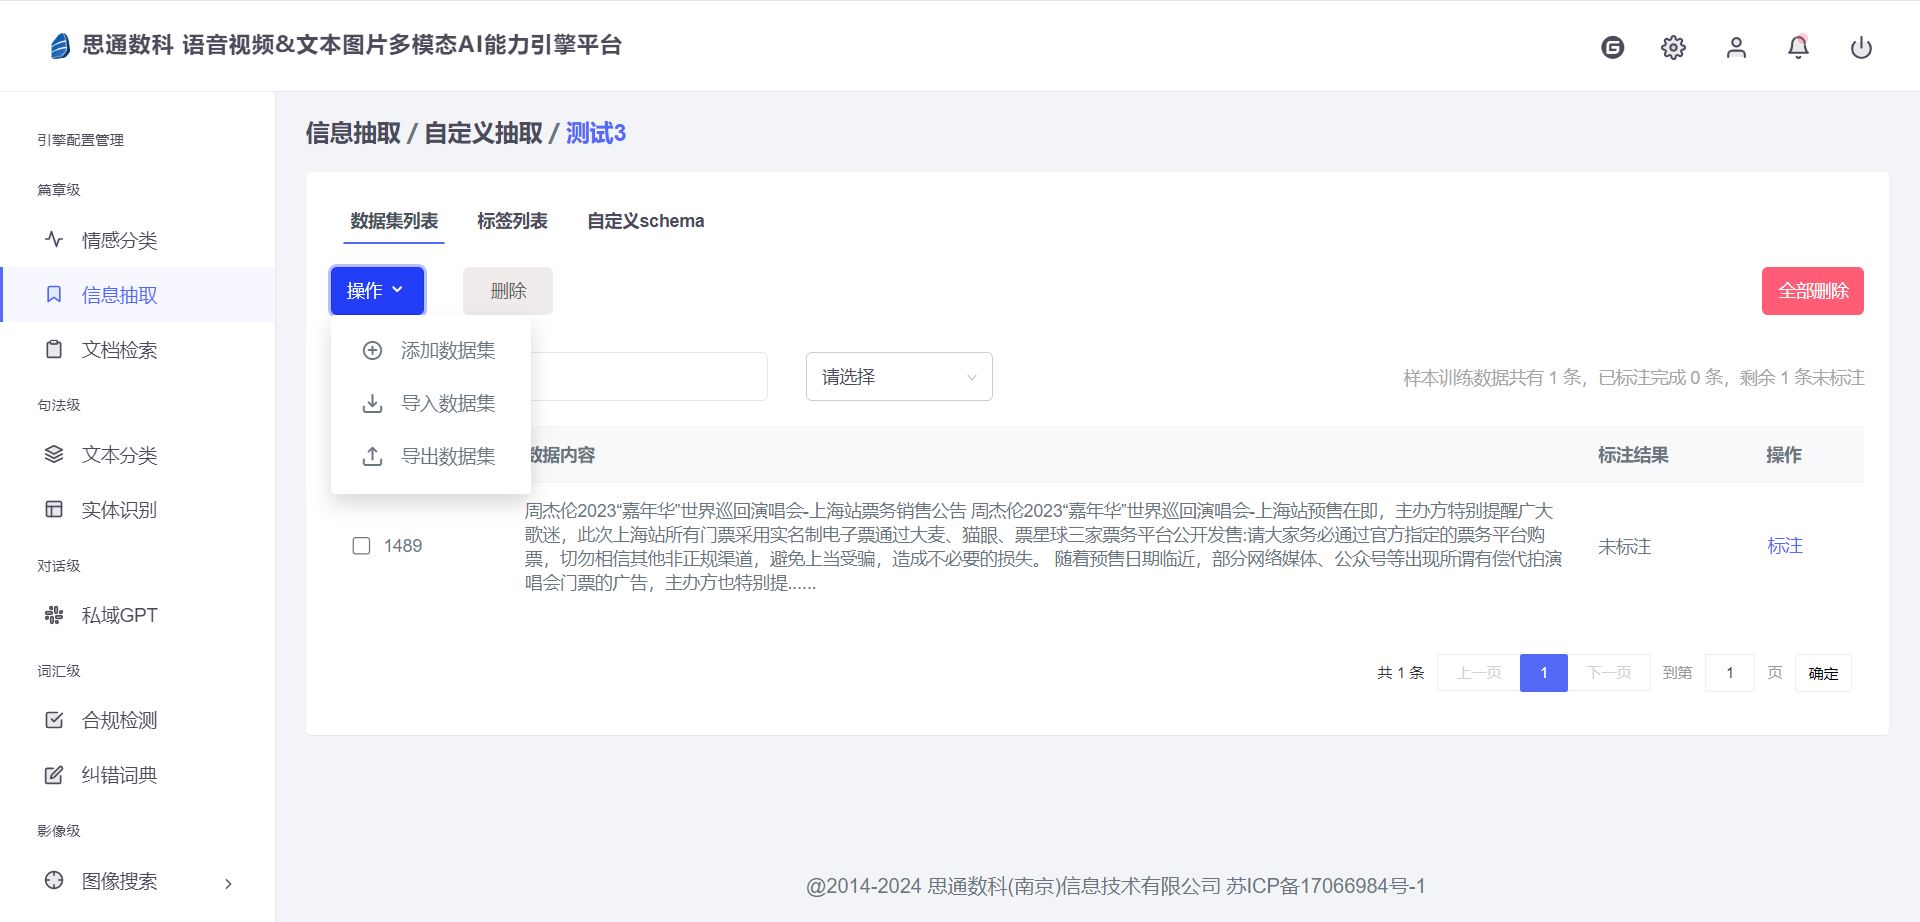 思通数科 语音视频&文本图片多模态AI能力引擎平台
引擎配置管理
篇章级
情感分类
信息抽取
文档检索
句法级
文本分类
实体识别
对话级
私域GPT
词汇级
合规检测
纠错词典
影像级
图像搜索
信息抽取 / 自定义抽取 / 测试3
数据集列表 标签列表 自定义schema
操作 删除 全部删除
添加数据集
导入数据集
导出数据集
请选择 样本训练数据共有 1 条，已标注完成 0 条，剩余 1 条未标注
数据内容 标注结果 操作
周杰伦2023“嘉年华”世界巡回演唱会-上海站票务销售公告 周杰伦2023“嘉年华”世界巡回演唱会-上海站预售在即，主办方特别提醒广大
歌迷，此次上海站所有门票采用实名制电子票通过大麦、猫眼、票星球三家票务平台公开发售:请大家务必通过官方指定的票务平台购
票，切勿相信其他非正规渠道，避免上当受骗，造成不必要的损失。 随着预售日期临近，部分网络媒体、公众号等出现所谓有偿代拍演
唱会门票的广告，主办方也特别提......
1489 未标注 标注
共 1 条 上一页 1 下一页 到第 1 页 确定
@2014-2024 思通数科(南京)信息技术有限公司 苏ICP备17066984号-1